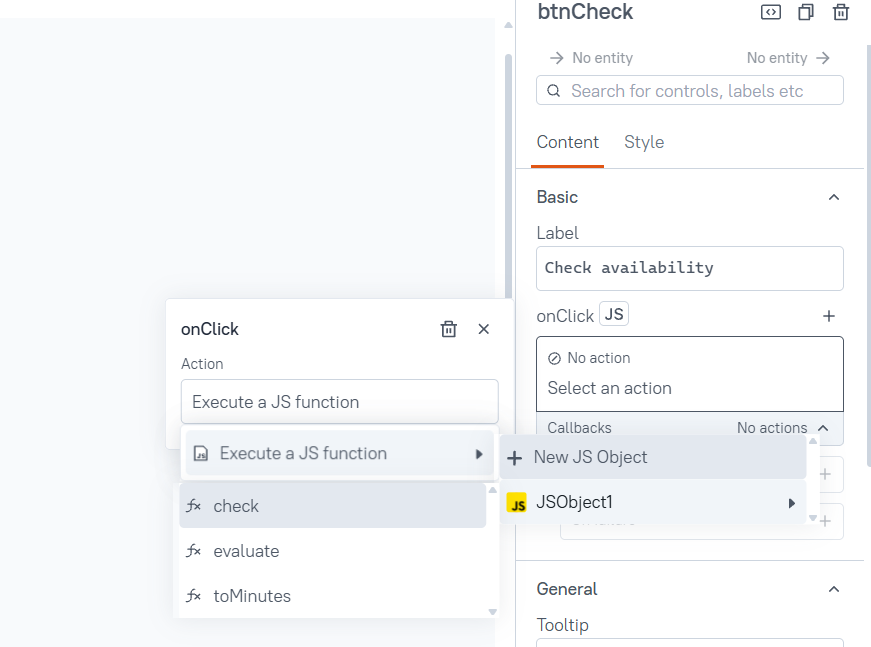 btnCheck
No entity
No entity
Search for controls, labels etc
Content Style
Basic
Label
Check availability
onClick JS
No action
Select an action
Callbacks No actions
onClick
Action
Execute a JS function
Execute a JS function
New JS Object
JS JSObject1
check
evaluate
toMinutes
General
Tooltip